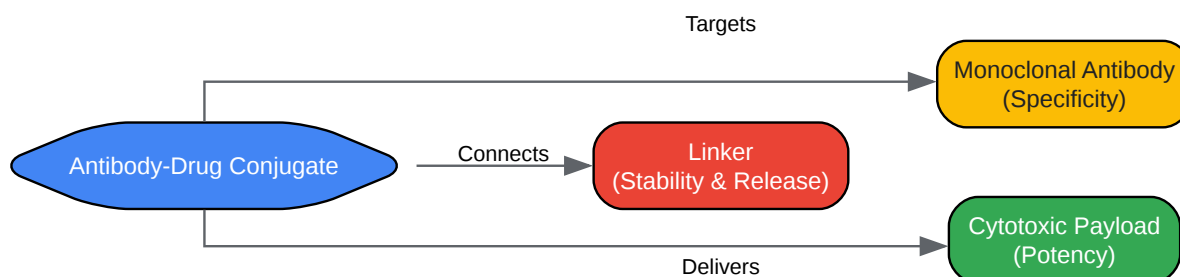 Targets
Monoclonal Antibody
(Specificity)
Antibody-Drug Conjugate
Connects
Linker
(Stability & Release)
Cytotoxic Payload
(Potency)
Delivers